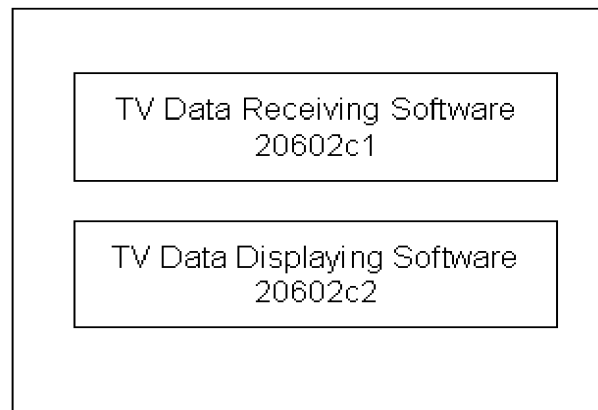 TV Data Receiving Software
20602c1
TV Data Displaying Software
20602c2